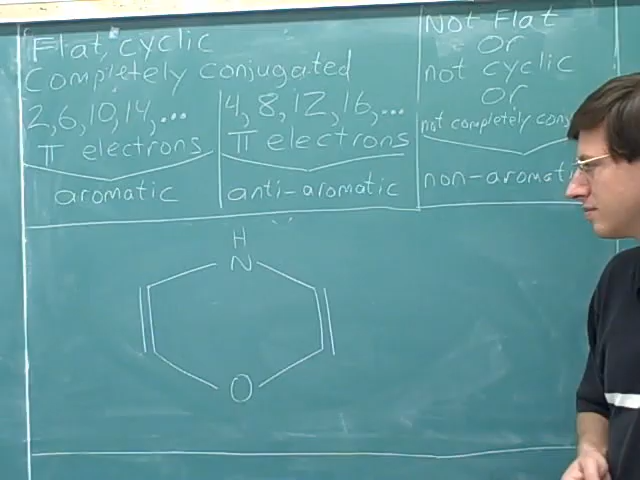 Flat, cyclic
Completely conjugated
2,6,10,14,...
π electrons
aromatic
4,8,12,16,...
π electrons
anti-aromatic
Not Flat
or
not cyclic
or
not completely conj
non-aromati
H
N
O